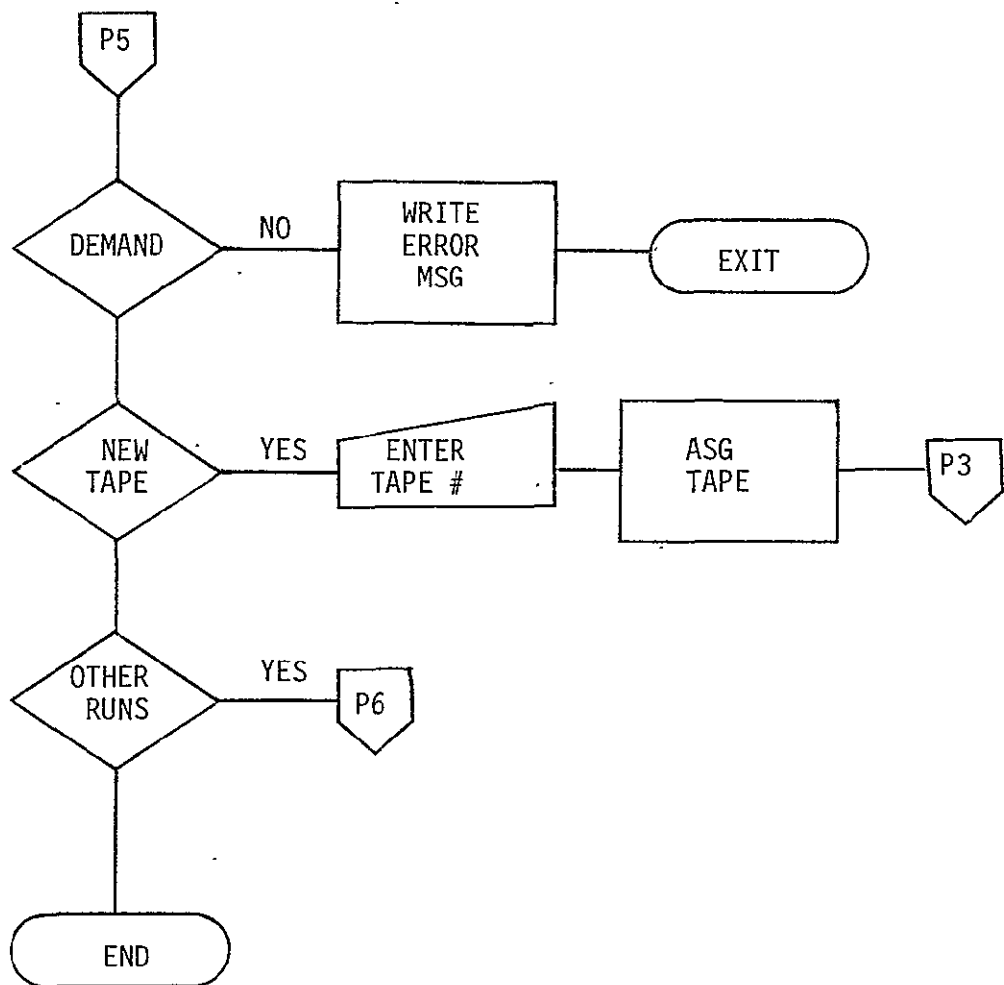 P5
DEMAND
NO
WRITE
ERROR
MSG
EXIT
NEW
TAPE
YES
ENTER
TAPE #
ASG
TAPE
P3
OTHER
RUNS
YES
P6
END